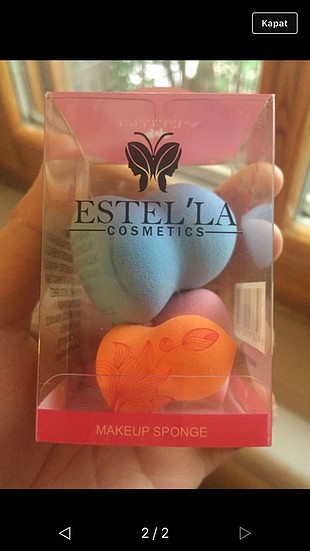 Kapat
ESTEL'LA
COSMETICS
MAKEUP SPONGE
2 / 2